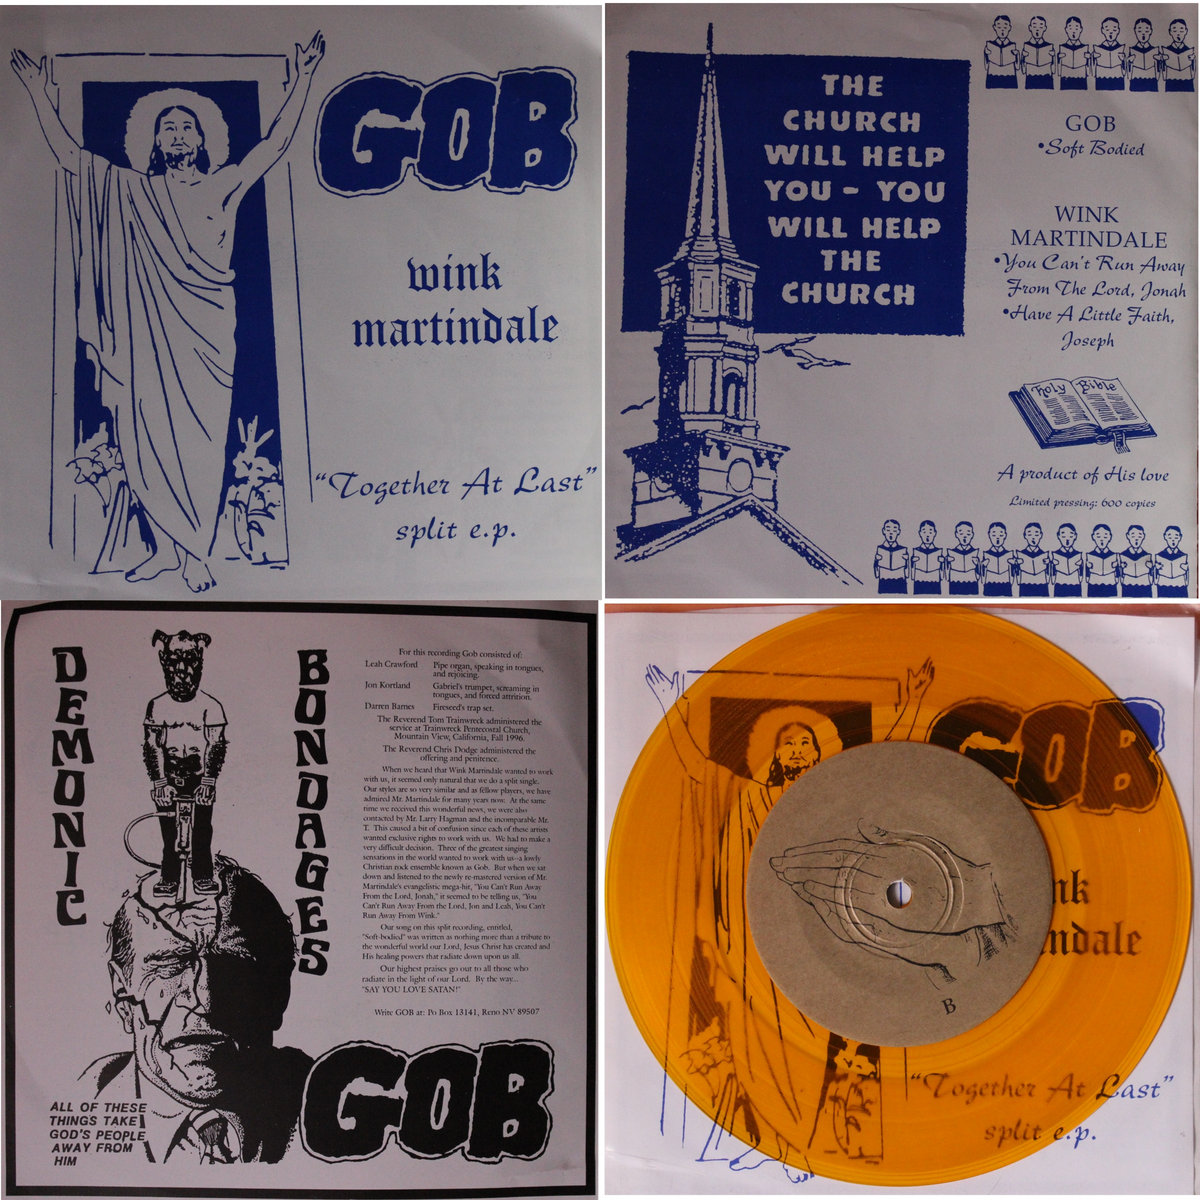 GOB
wink
martindale
"Together At Last"
split e.p.
THE
CHURCH
WILL HELP
YOU - YOU
WILL HELP
THE
CHURCH
GOB
•Soft Bodied
WINK
MARTINDALE
•You Can't Run Away
From The Lord, Jonah
•Have A Little Faith,
Joseph
Holy Bible
A product of His love
Limited pressing: 600 copies
DEMONIC
BONDAGES
For this recording Gob consisted of:
Leah Crawford Pipe organ, speaking in tongues,
and rejoicing.
Jon Kortland Gabriel's trumpet, screaming in
tongues, and forced attrition.
Darren Barnes Fireseed's trap set.
The Reverend Tom Trainwreck administered the
service at Trainwreck Pentecostal Church,
Mountain View, California, Fall 1996.
The Reverend Chris Dodge administered the
offering and penitence.
When we heard that Wink Martindale wanted to work
with us, it seemed only natural that we do a split single.
Our styles are so very similar and as fellow players, we have
admired Mr. Martindale for many years now. At the same
time we received this wonderful news, we were also
contacted by Mr. Larry Hagman and the incomparable Mr.
T. This caused a bit of confusion since each of these artists
wanted exclusive rights to work with us. We had to make a
very difficult decision. Three of the greatest singing
sensations in the world wanted to work with us--a lowly
Christian rock ensemble known as Gob. But when we sat
down and listened to the newly re-mastered version of Mr.
Martindale's evangelistic mega-hit, "You Can't Run Away
From the Lord, Jonah," it seemed to be telling us, "You
Can't Run Away From the Lord, Jon and Leah, You Can't
Run Away From Wink."
Our song on this split recording, entitled,
"Soft-bodied" was written as nothing more than a tribute to
the wonderful world our Lord, Jesus Christ has created and
His healing powers that radiate down upon us all.
Our highest praises go out to all those who
radiate in the light of our Lord. By the way...
"SAY YOU LOVE SATAN!"
Write GOB at: Po Box 13141, Reno NV 89507
ALL OF THESE
THINGS TAKE
GOD'S PEOPLE
AWAY FROM
HIM
GOB
GOB
nk
ndale
B
"Together At Last"
split e.p.